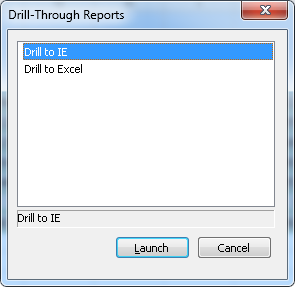 Drill-Through Reports
Drill to IE
Drill to Excel
Drill to IE
Launch
Cancel